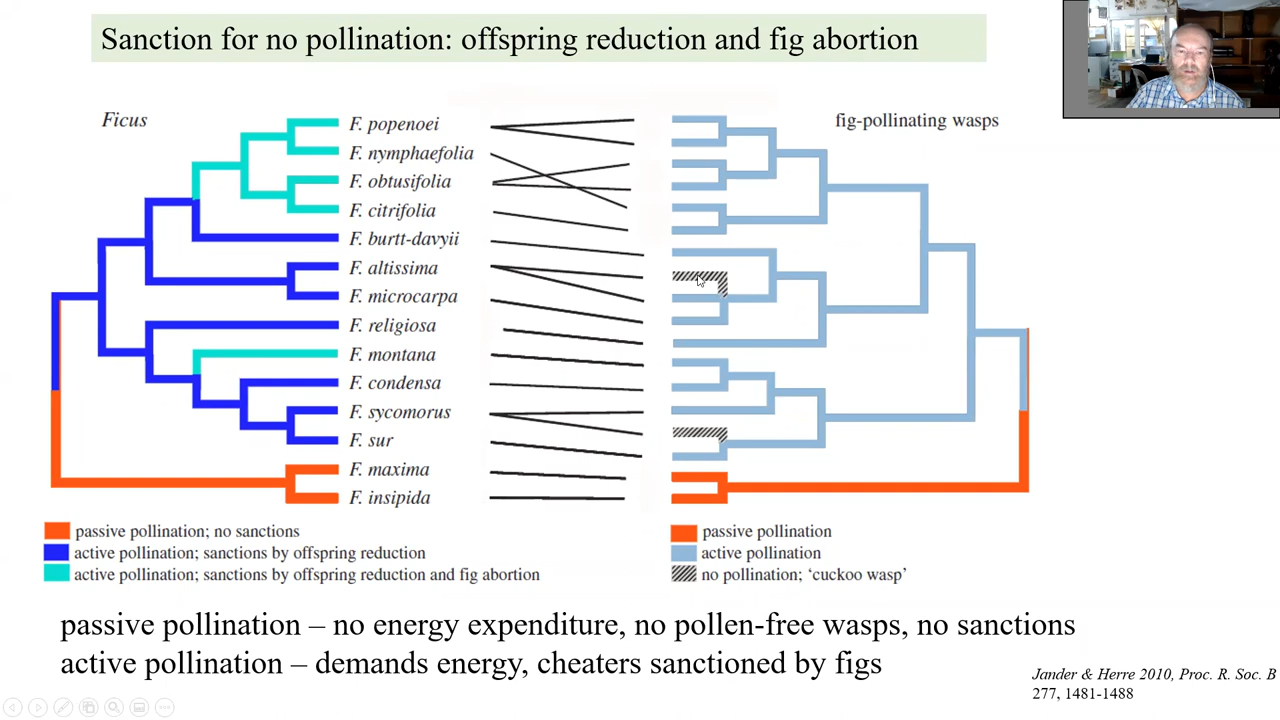 Sanction for no pollination: offspring reduction and fig abortion
Ficus
fig-pollinating wasps
F. popenoei
F. nymphaefolia
F. obtusifolia
F. citrifolia
F. burtt-davyii
F. altissima
F. microcarpa
F. religiosa
F. montana
F. condensa
F. sycomorus
F. sur
F. maxima
F. insipida
passive pollination; no sanctions
active pollination; sanctions by offspring reduction
active pollination; sanctions by offspring reduction and fig abortion
passive pollination
active pollination
no pollination; ‘cuckoo wasp’
passive pollination – no energy expenditure, no pollen-free wasps, no sanctions
active pollination – demands energy, cheaters sanctioned by figs
Jander & Herre 2010, Proc. R. Soc. B
277, 1481-1488